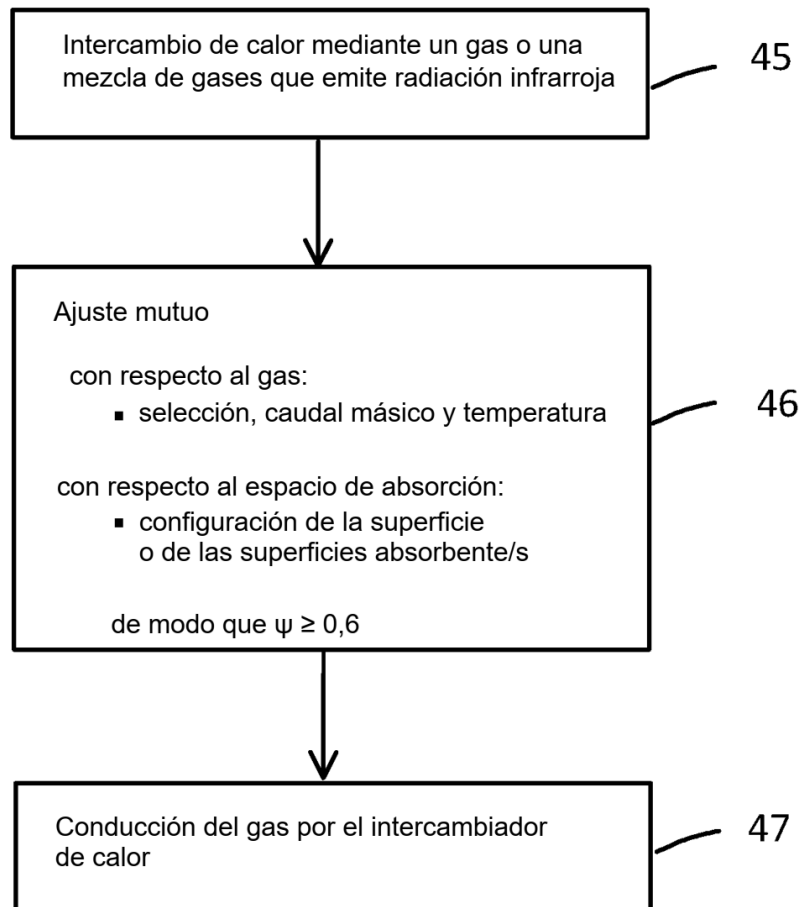 Intercambio de calor mediante un gas o una
mezcla de gases que emite radiación infrarroja
45
Ajuste mutuo
con respecto al gas:
▪ selección, caudal másico y temperatura
46
con respecto al espacio de absorción:
▪ configuración de la superficie
o de las superficies absorbente/s
de modo que ψ ≥ 0,6
Conducción del gas por el intercambiador
de calor
47